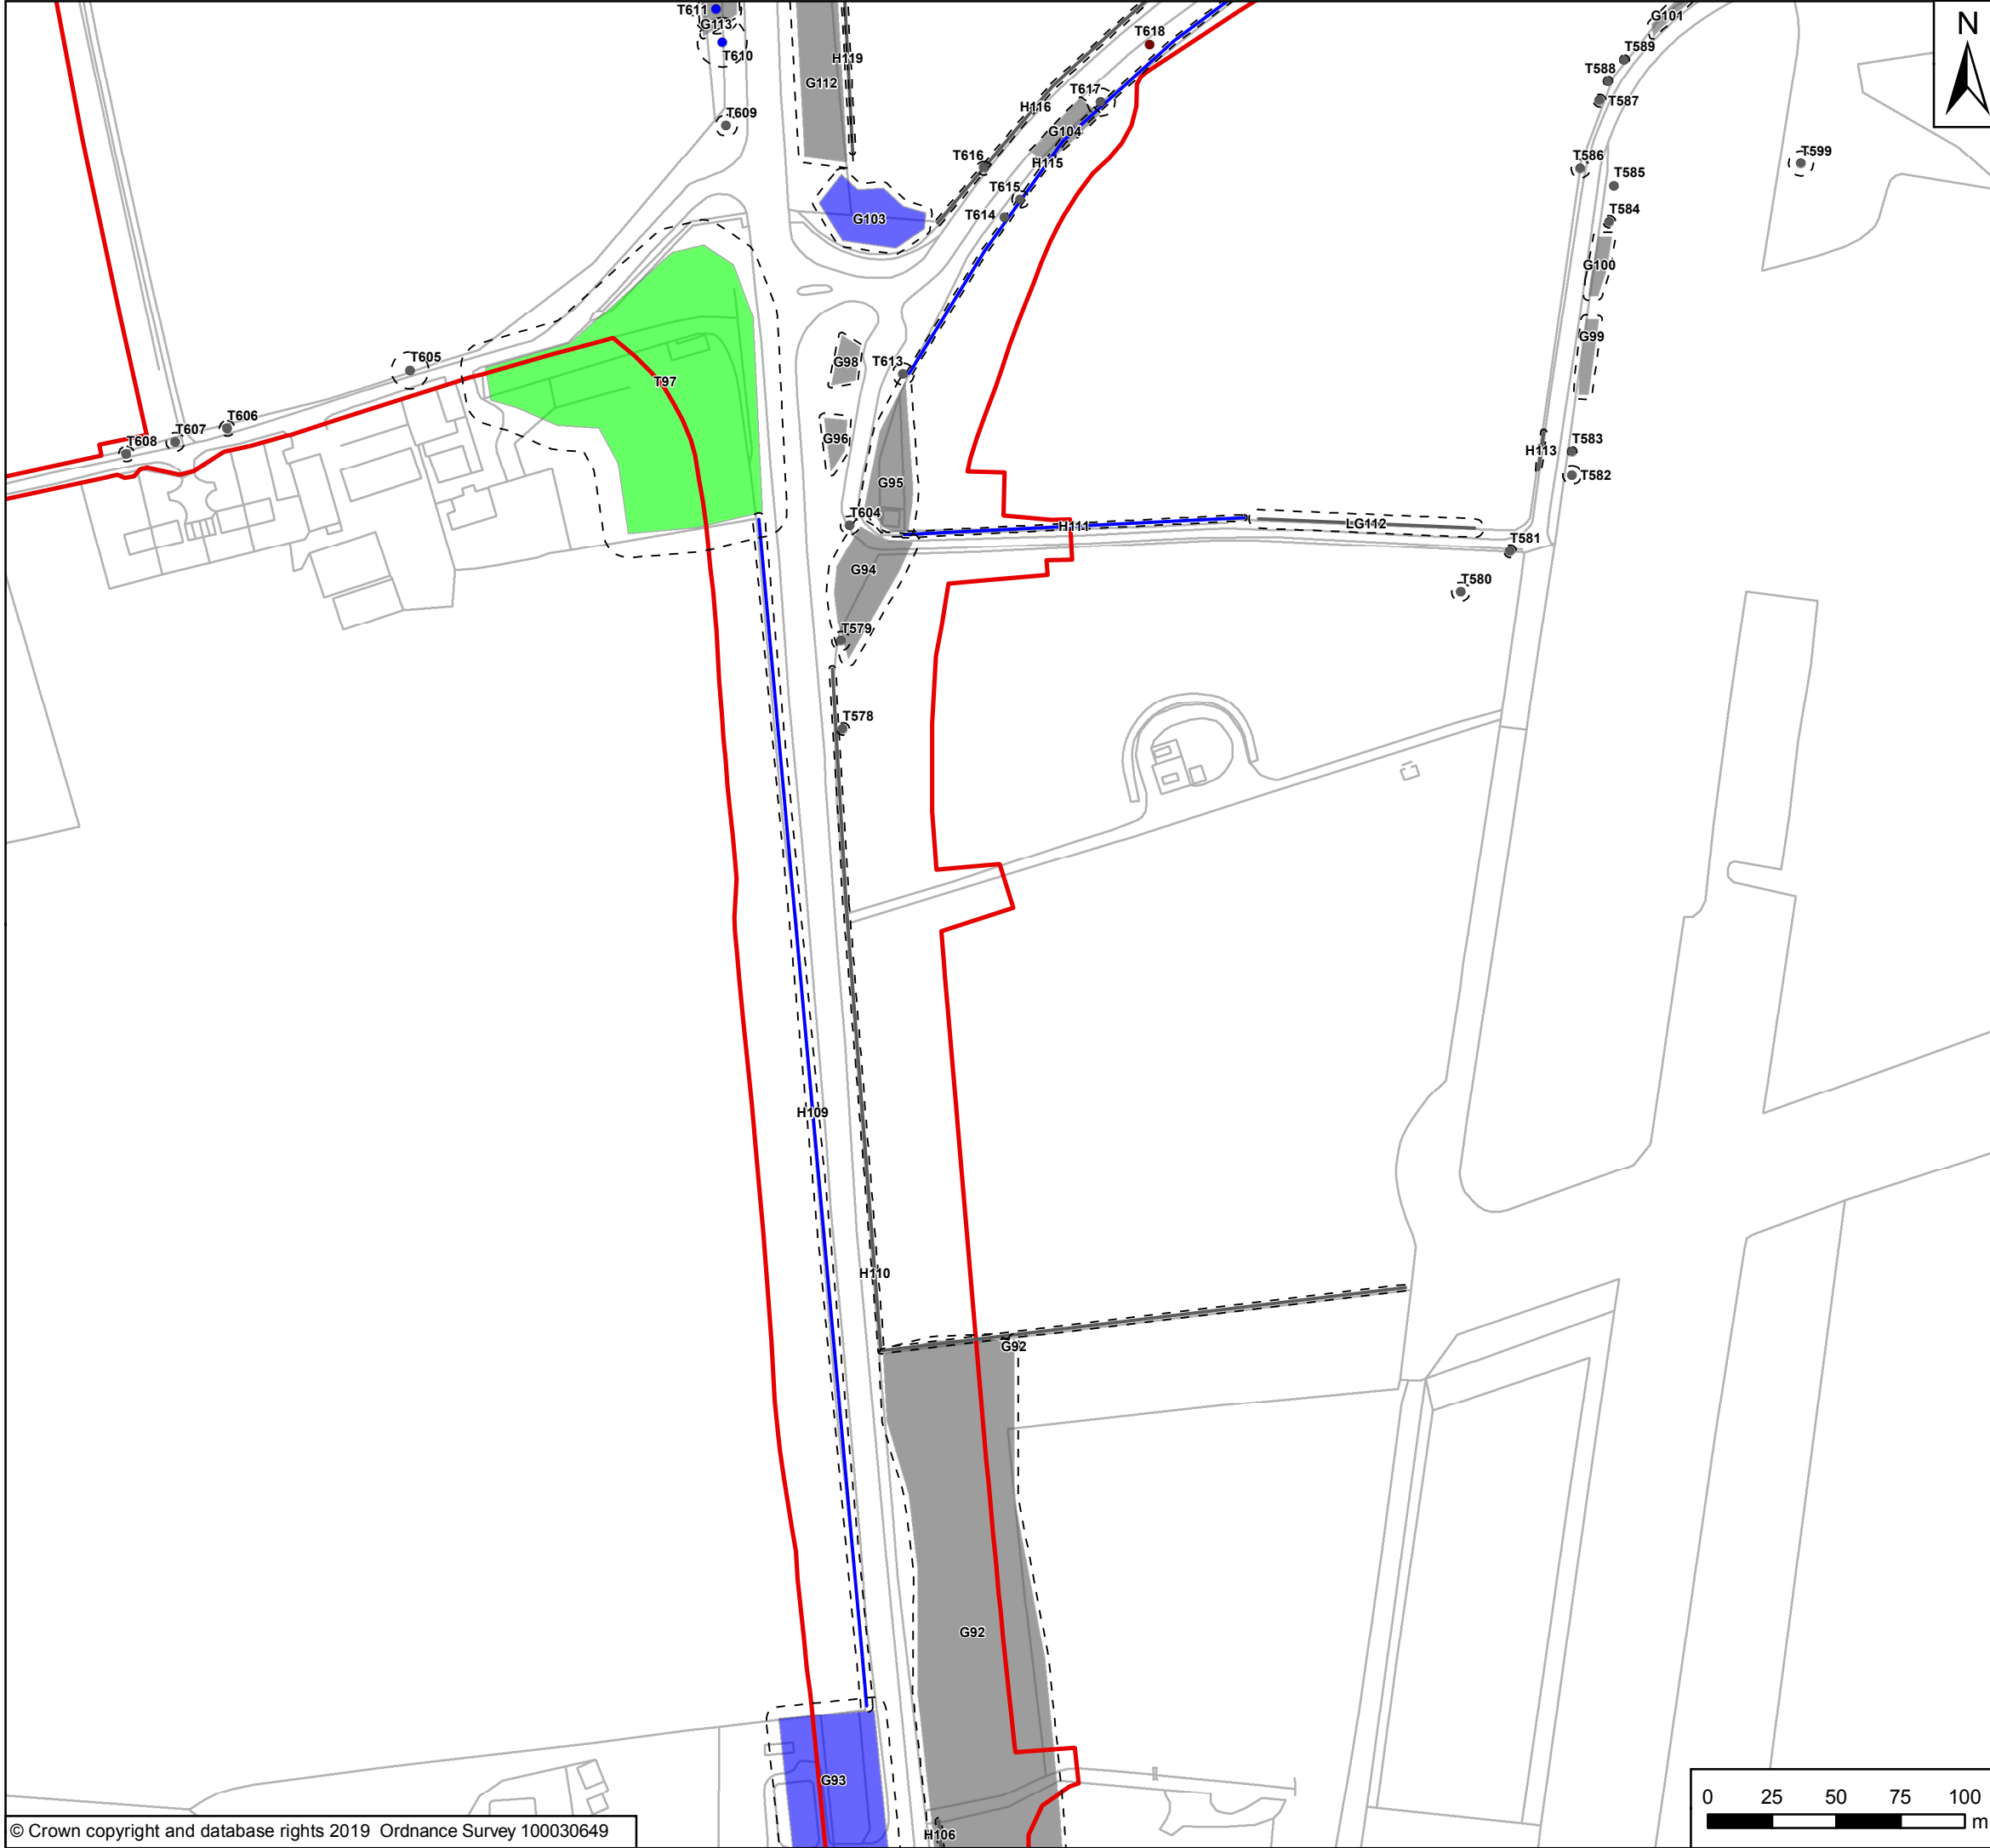 T611
G113
T610
H119
G112
T609
T618
T617
H116
G104
H115
T616
T615
T614
G103
G101
T589
T588
T587
T586
T585
T584
T599
G100
G99
N
T605
T606
T607
T608
T97
G98
T613
G96
G95
T604
H111
LG112
H113
T583
T582
T581
T580
G94
T579
T578
H109
H110
G92
G92
G93
H106
0 25 50 75 100
m
© Crown copyright and database rights 2019 Ordnance Survey 100030649